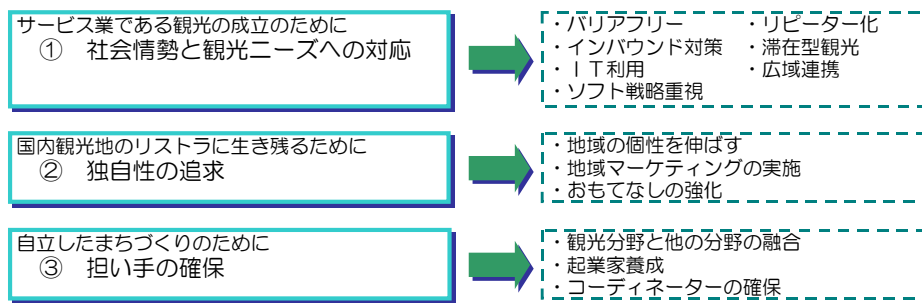 サービス業である観光の成立のために
① 社会情勢と観光ニーズへの対応
・バリアフリー ・リピーター化
・インバウンド対策 ・滞在型観光
・ＩＴ利用 ・広域連携
・ソフト戦略重視
国内観光地のリストラに生き残るために
② 独自性の追求
・地域の個性を伸ばす
・地域マーケティングの実施
・おもてなしの強化
自立したまちづくりのために
③ 担い手の確保
・観光分野と他の分野の融合
・起業家養成
・コーディネーターの確保